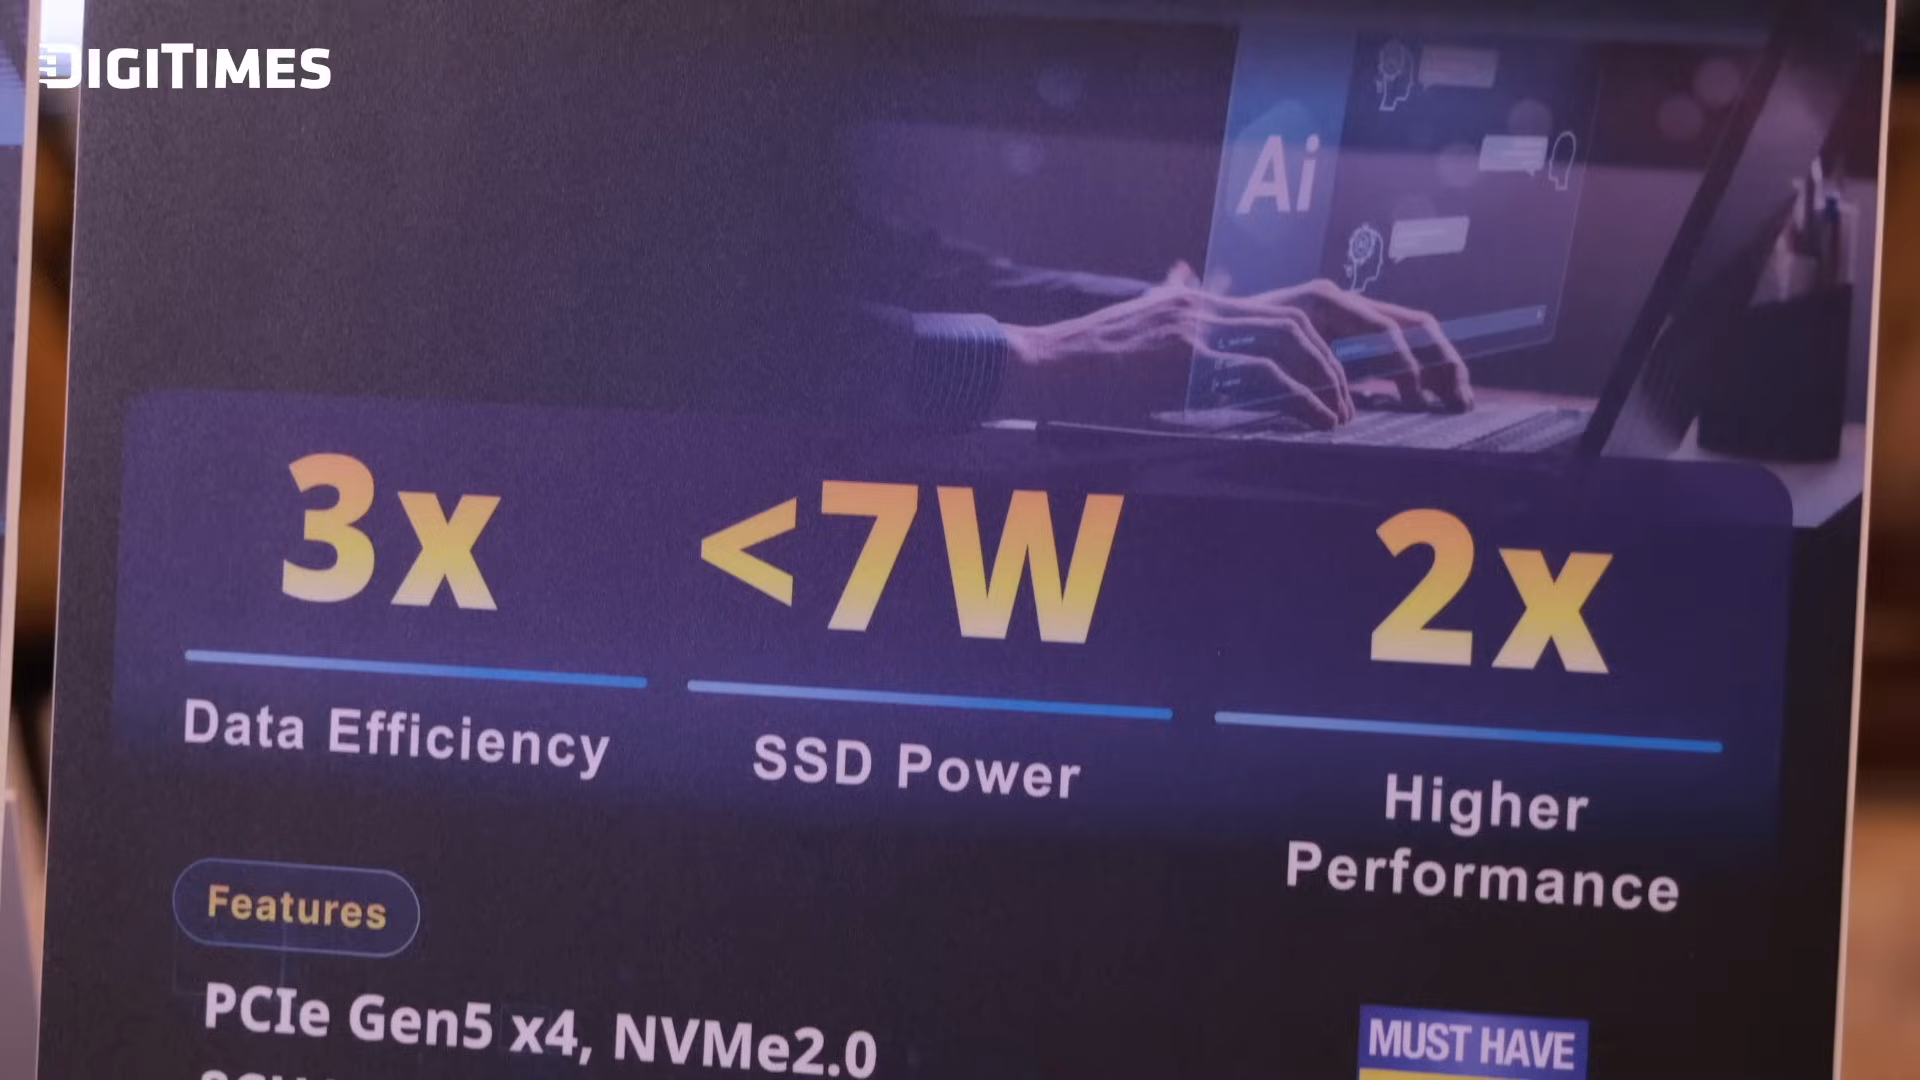 DIGITIMES
Ai
3x
<7W
2x
Data Efficiency
SSD Power
Higher
Performance
Features
PCIe Gen5 x4, NVMe2.0
MUST HAVE